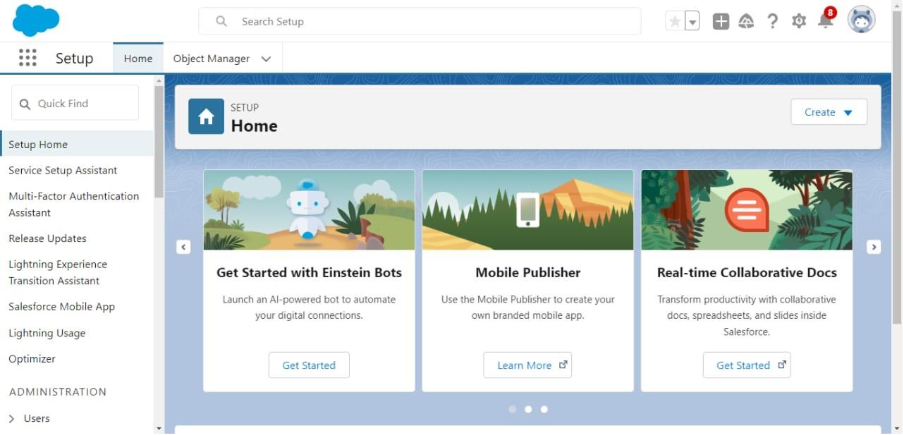 Search Setup
8
Setup
Home
Object Manager
Quick Find
Setup Home
Service Setup Assistant
Multi-Factor Authentication
Assistant
Release Updates
Lightning Experience
Transition Assistant
Salesforce Mobile App
Lightning Usage
Optimizer
ADMINISTRATION
Users
SETUP
Home
Create
Get Started with Einstein Bots
Launch an AI-powered bot to automate
your digital connections.
Get Started
Mobile Publisher
Use the Mobile Publisher to create your
own branded mobile app.
Learn More
Real-time Collaborative Docs
Transform productivity with collaborative
docs, spreadsheets, and slides inside
Salesforce.
Get Started